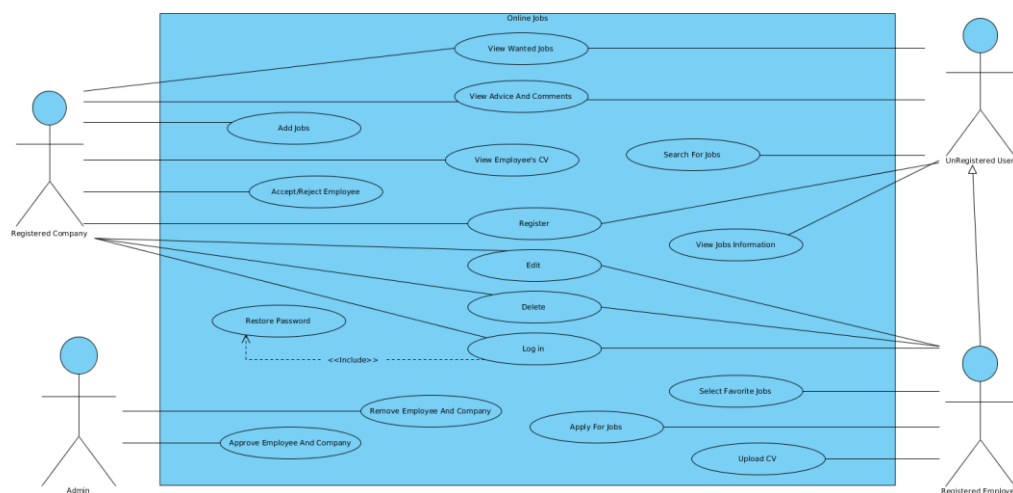 Online Jobs
View Wanted Jobs
View Advice And Comments
Add Jobs
Search For Jobs
View Employee's CV
UnRegistered User
Accept/Reject Employee
Registered Company
Register
View Jobs Information
Edit
Delete
Restore Password
Log in
<<Include>>
Select Favorite Jobs
Remove Employee And Company
Apply For Jobs
Approve Employee And Company
Upload CV
Admin
Registered Employe